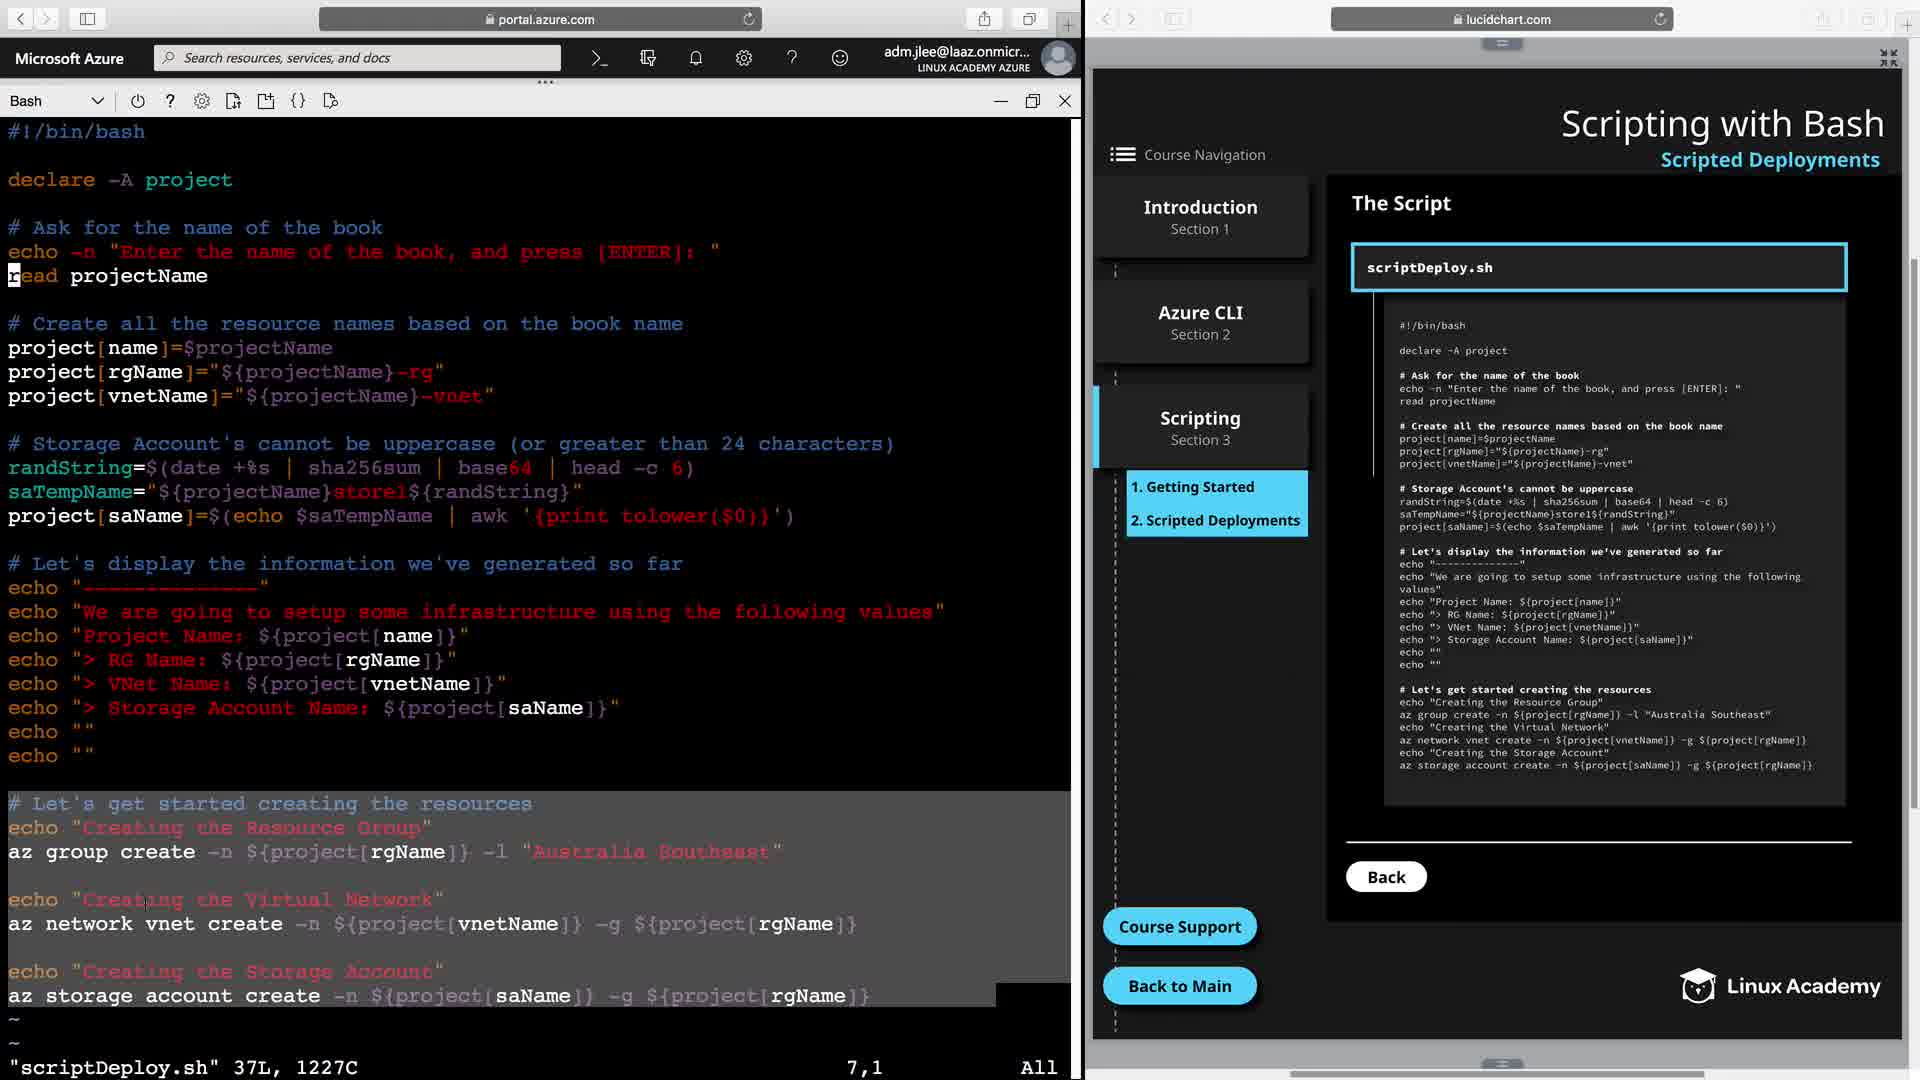 portal.azure.com
Microsoft Azure
Search resources, services, and docs
adm.jlee@laaz.onmicr...
LINUX ACADEMY AZURE
Bash
#!/bin/bash
declare -A project
# Ask for the name of the book
echo -n "Enter the name of the book, and press [ENTER]: "
read projectName
# Create all the resource names based on the book name
project[name]=$projectName
project[rgName]="${projectName}-rg"
project[vnetName]="${projectName}-vnet"
# Storage Account's cannot be uppercase (or greater than 24 characters)
randString=$(date +%s | sha256sum | base64 | head -c 6)
saTempName="${projectName}store1${randString}"
project[saName]=$(echo $saTempName | awk '{print tolower($0)}')
# Let's display the information we've generated so far
echo "--------------"
echo "We are going to setup some infrastructure using the following values"
echo "Project Name: ${project[name]}"
echo "> RG Name: ${project[rgName]}"
echo "> VNet Name: ${project[vnetName]}"
echo "> Storage Account Name: ${project[saName]}"
echo ""
echo ""
# Let's get started creating the resources
echo "Creating the Resource Group"
az group create -n ${project[rgName]} -l "Australia Southeast"
echo "Creating the Virtual Network"
az network vnet create -n ${project[vnetName]} -g ${project[rgName]}
echo "Creating the Storage Account"
az storage account create -n ${project[saName]} -g ${project[rgName]}
~
~
"scriptDeploy.sh" 37L, 1227C 7,1 All
lucidchart.com
Scripting with Bash
Scripted Deployments
Course Navigation
Introduction
Section 1
Azure CLI
Section 2
Scripting
Section 3
1. Getting Started
2. Scripted Deployments
Course Support
Back to Main
The Script
scriptDeploy.sh
#!/bin/bash
declare -A project
# Ask for the name of the book
echo -n "Enter the name of the book, and press [ENTER]: "
read projectName
# Create all the resource names based on the book name
project[name]=$projectName
project[rgName]="${projectName}-rg"
project[vnetName]="${projectName}-vnet"
# Storage Account's cannot be uppercase
randString=$(date +%s | sha256sum | base64 | head -c 6)
saTempName="${projectName}store1${randString}"
project[saName]=$(echo $saTempName | awk '{print tolower($0)}')
# Let's display the information we've generated so far
echo "--------------"
echo "We are going to setup some infrastructure using the following
values"
echo "Project Name: ${project[name]}"
echo "> RG Name: ${project[rgName]}"
echo "> VNet Name: ${project[vnetName]}"
echo "> Storage Account Name: ${project[saName]}"
echo ""
echo ""
# Let's get started creating the resources
echo "Creating the Resource Group"
az group create -n ${project[rgName]} -l "Australia Southeast"
echo "Creating the Virtual Network"
az network vnet create -n ${project[vnetName]} -g ${project[rgName]}
echo "Creating the Storage Account"
az storage account create -n ${project[saName]} -g ${project[rgName]}
Back
Linux Academy